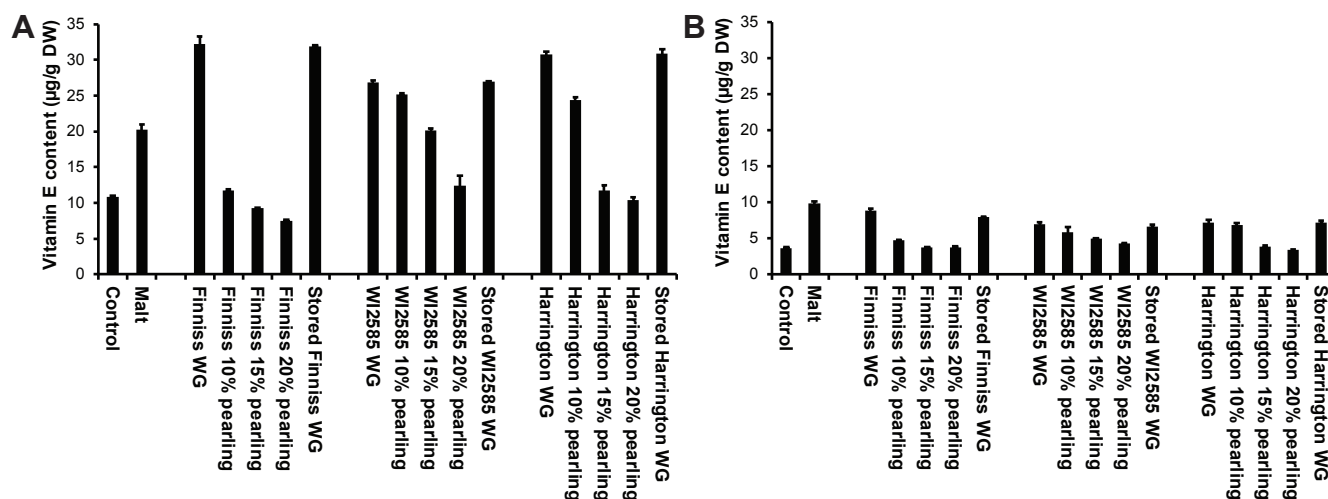 A
Vitamin E content (µg/g DW)
35
30
25
20
15
10
5
0
Control
Malt
Finniss WG
Finniss 10% pearling
Finniss 15% pearling
Finniss 20% pearling
Stored Finniss WG
WI2585 WG
WI2585 10% pearling
WI2585 15% pearling
WI2585 20% pearling
Stored WI2585 WG
Harrington WG
Harrington 10% pearling
Harrington 15% pearling
Harrington 20% pearling
Stored Harrington WG
B
Vitamin E content (µg/g DW)
35
30
25
20
15
10
5
0
Control
Malt
Finniss WG
Finniss 10% pearling
Finniss 15% pearling
Finniss 20% pearling
Stored Finniss WG
WI2585 WG
WI2585 10% pearling
WI2585 15% pearling
WI2585 20% pearling
Stored WI2585 WG
Harrington WG
Harrington 10% pearling
Harrington 15% pearling
Harrington 20% pearling
Stored Harrington WG